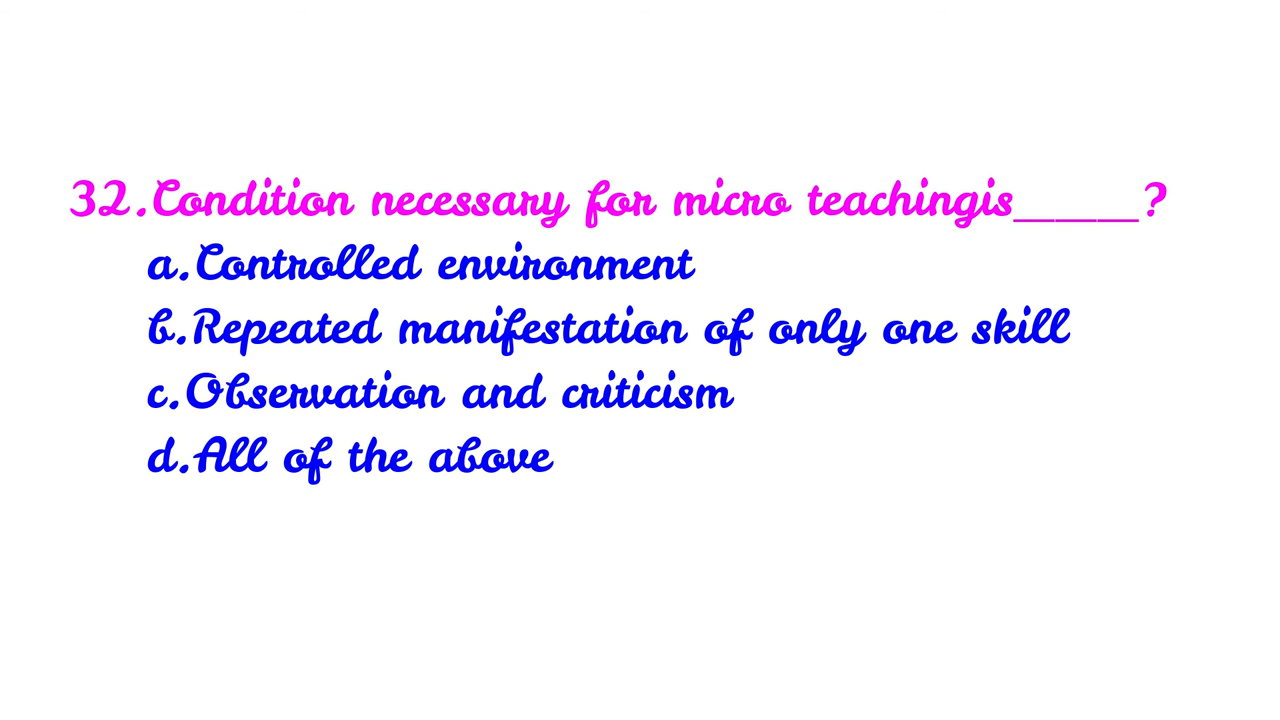 32.Condition necessary for micro teachingis_____?
a.Controlled environment
b.Repeated manifestation of only one skill
c.Observation and criticism
d.All of the above